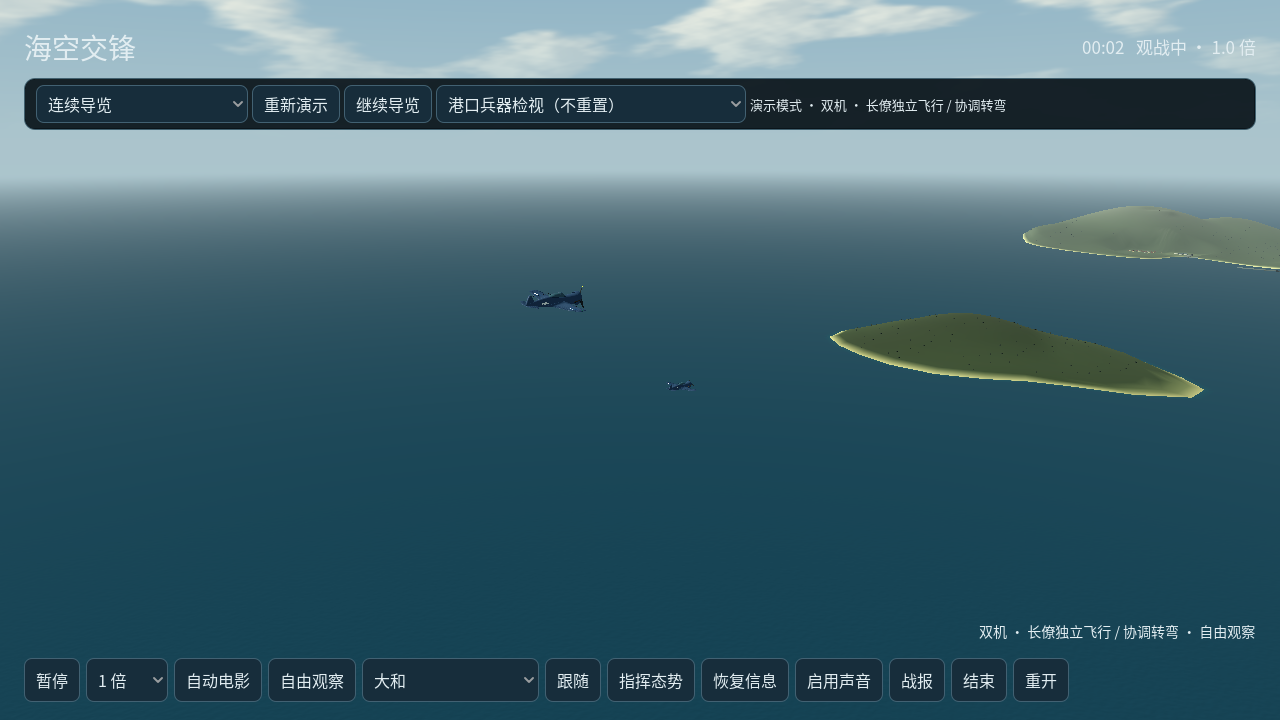 海空交锋
00:02 观战中 · 1.0 倍
连续导览 重新演示 继续导览 港口兵器检视（不重置） 演示模式 · 双机 · 长僚独立飞行 / 协调转弯
双机 · 长僚独立飞行 / 协调转弯 · 自由观察
暂停 1 倍 自动电影 自由观察 大和 跟随 指挥态势 恢复信息 启用声音 战报 结束 重开